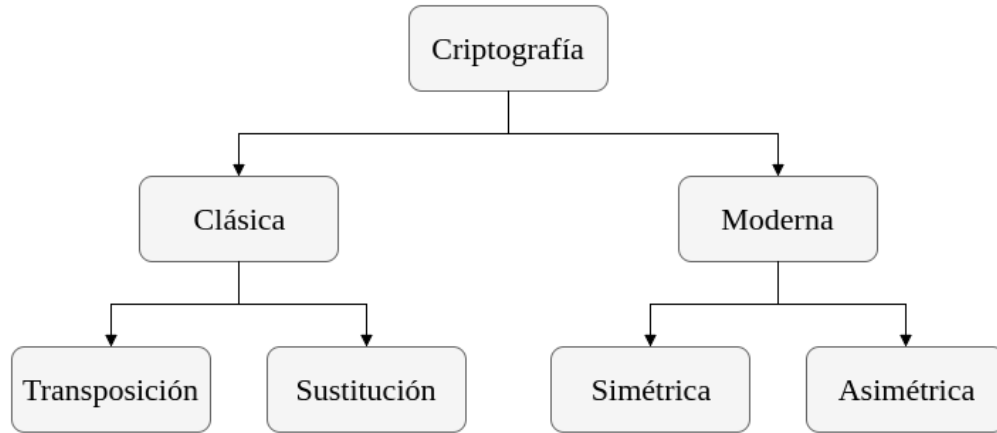 Criptografía
Clásica
Moderna
Transposición
Sustitución
Simétrica
Asimétrica